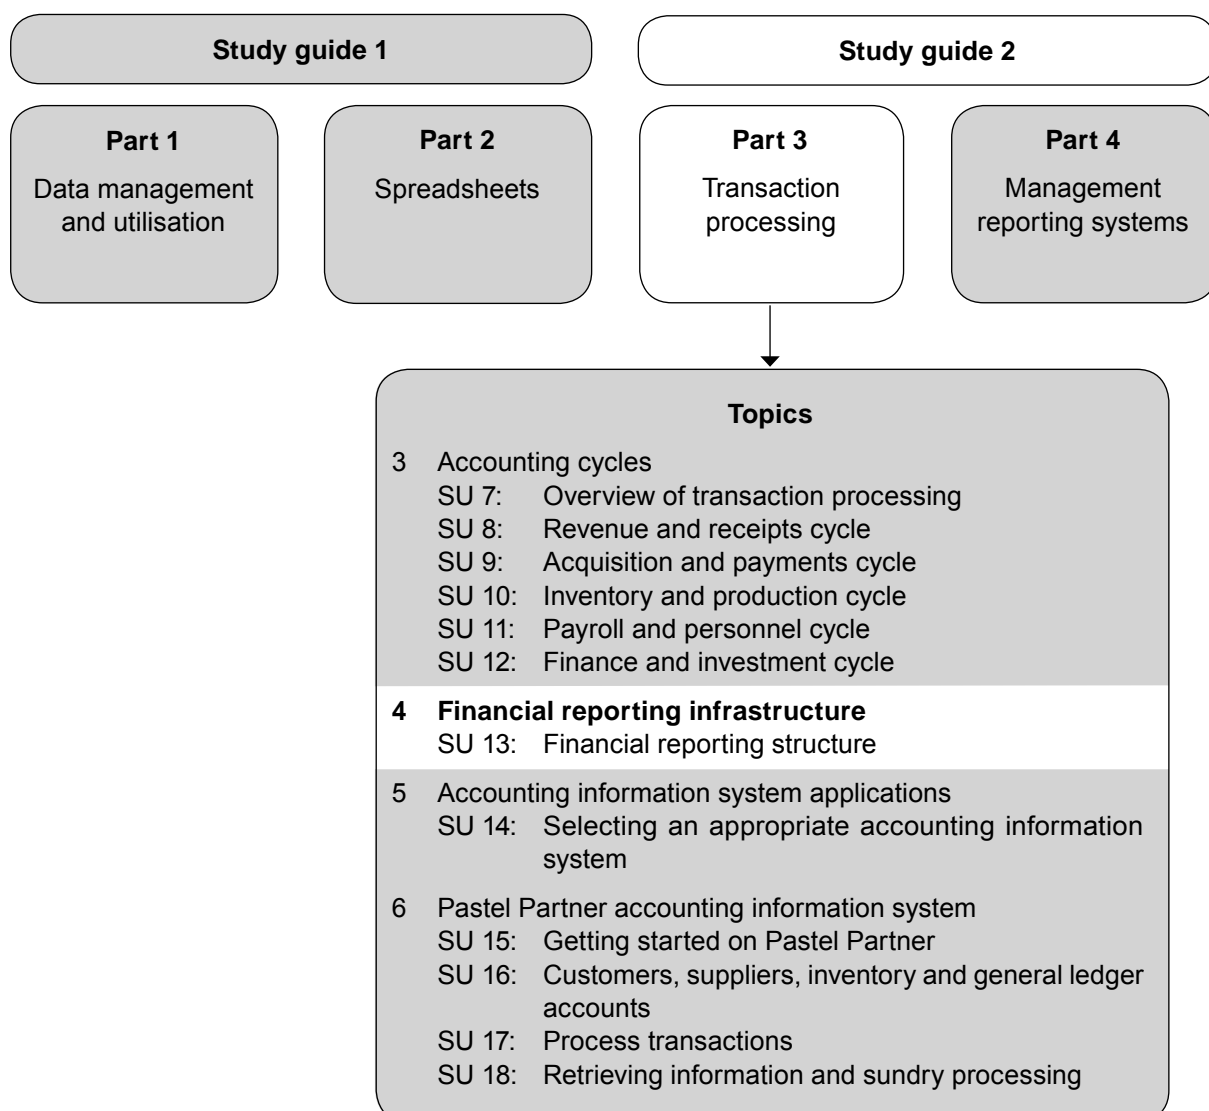 Study guide 1
Study guide 2
Part 1
Data management
and utilisation
Part 2
Spreadsheets
Part 3
Transaction
processing
Part 4
Management
reporting systems
Topics
3 Accounting cycles
SU 7: Overview of transaction processing
SU 8: Revenue and receipts cycle
SU 9: Acquisition and payments cycle
SU 10: Inventory and production cycle
SU 11: Payroll and personnel cycle
SU 12: Finance and investment cycle
4 Financial reporting infrastructure
SU 13: Financial reporting structure
5 Accounting information system applications
SU 14: Selecting an appropriate accounting information
system
6 Pastel Partner accounting information system
SU 15: Getting started on Pastel Partner
SU 16: Customers, suppliers, inventory and general ledger
accounts
SU 17: Process transactions
SU 18: Retrieving information and sundry processing